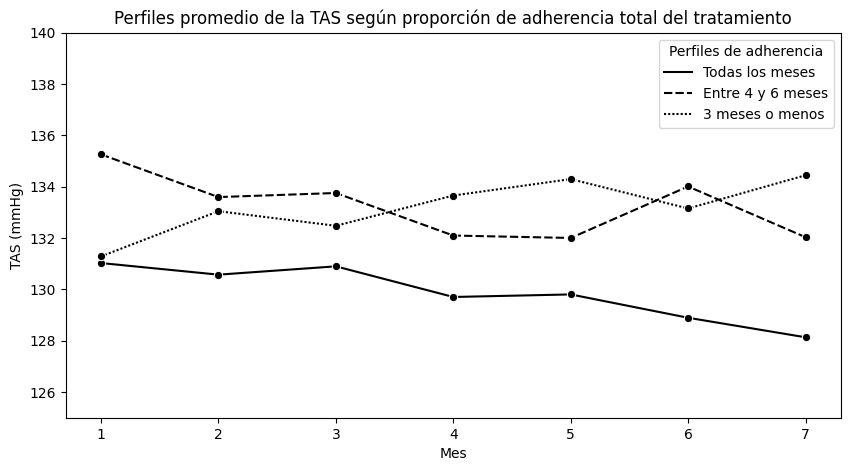 Perfiles promedio de la TAS según proporción de adherencia total del tratamiento
Perfiles de adherencia
Todas los meses
Entre 4 y 6 meses
3 meses o menos
TAS (mmHg)
140
138
136
134
132
130
128
126
1 2 3 4 5 6 7
Mes